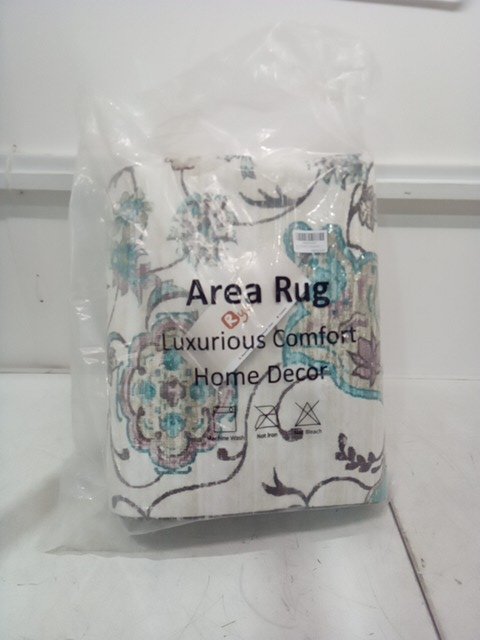 Area Rug
Luxurious Comfort
Home Decor
Machine Wash
Not Iron
Not Bleach